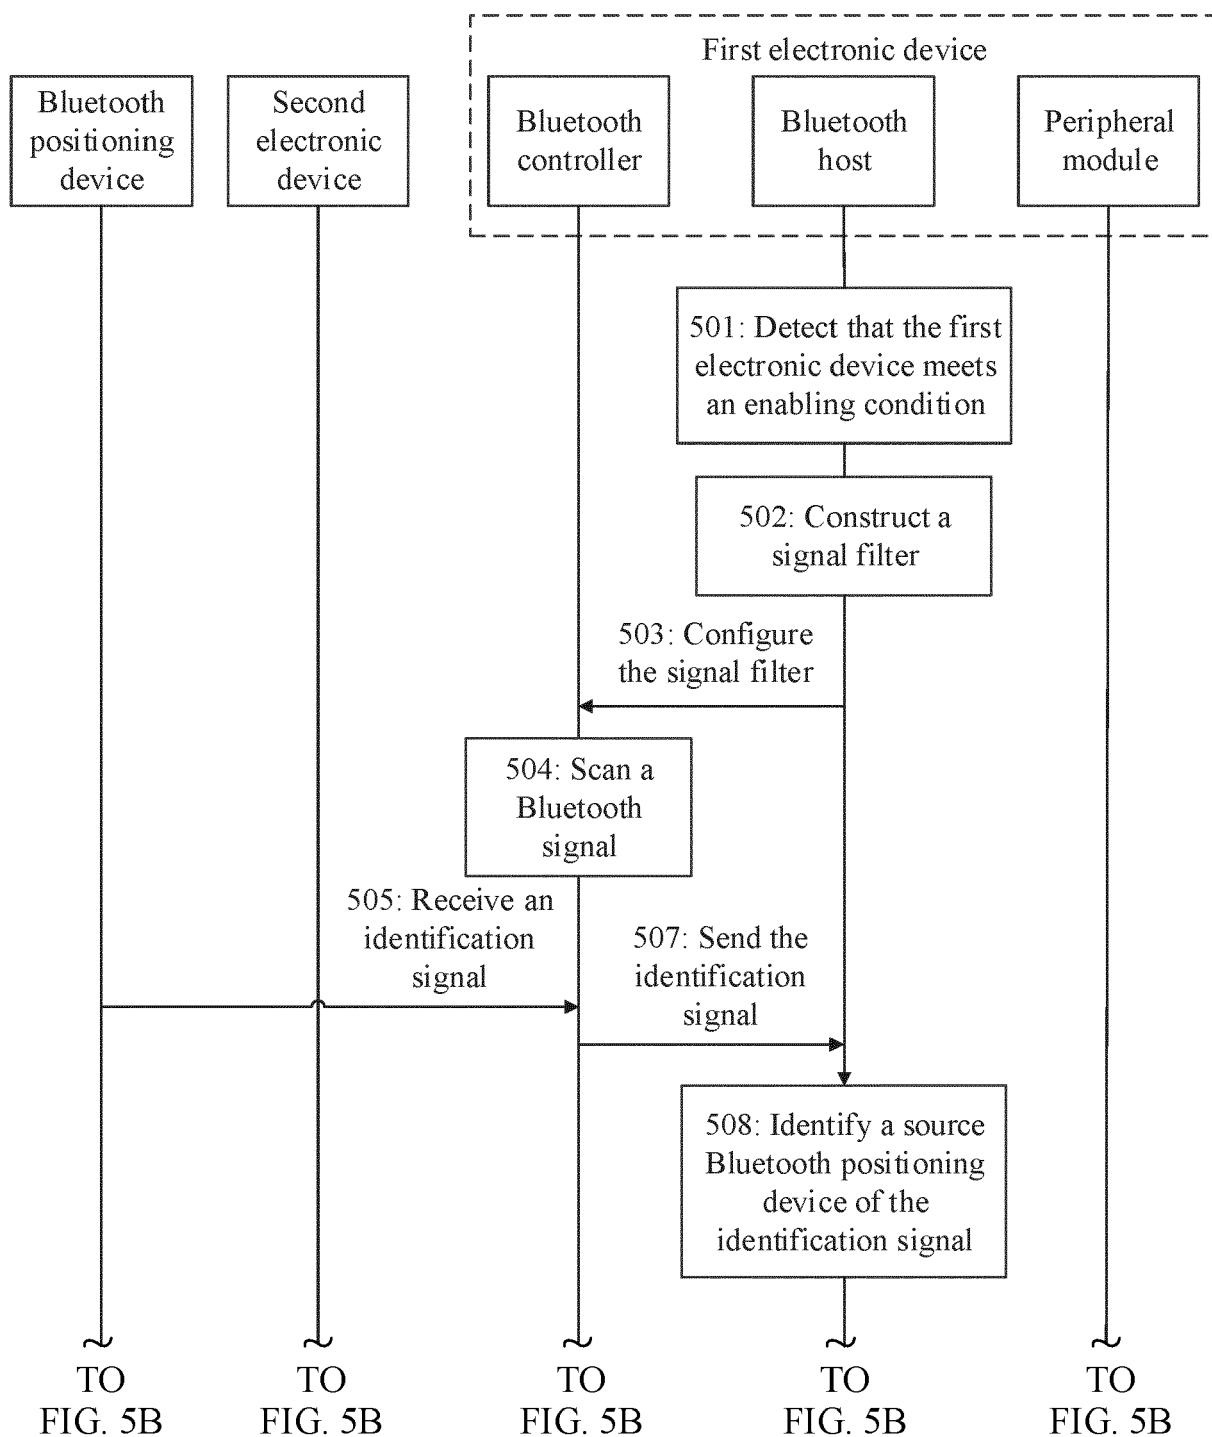 First electronic device
Bluetooth
positioning
device
Second
electronic
device
Bluetooth
controller
Bluetooth
host
Peripheral
module
501: Detect that the first
electronic device meets
an enabling condition
502: Construct a
signal filter
503: Configure
the signal filter
504: Scan a
Bluetooth
signal
505: Receive an
identification
signal
507: Send the
identification
signal
508: Identify a source
Bluetooth positioning
device of the
identification signal
TO
FIG. 5B
TO
FIG. 5B
TO
FIG. 5B
TO
FIG. 5B
TO
FIG. 5B